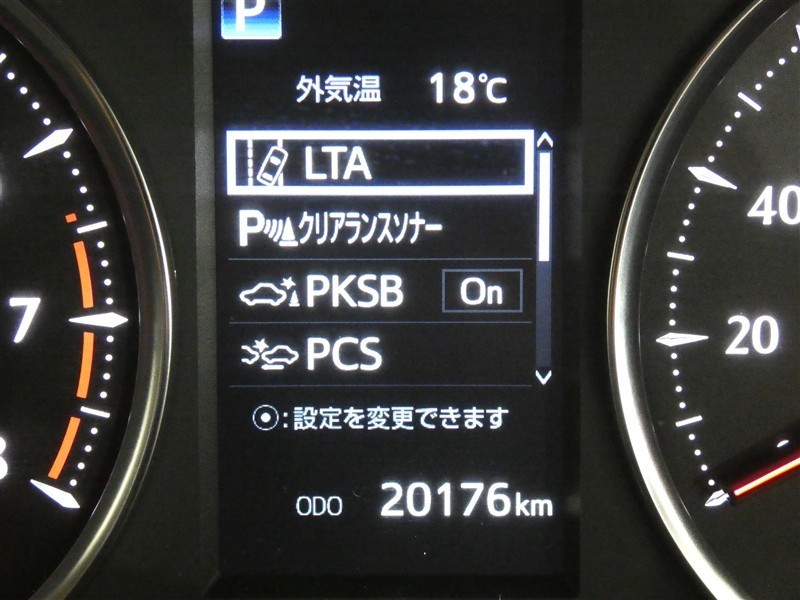 P
外気温 18℃
LTA
Pクリアランスソナー
PKSB On
PCS
:設定を変更できます
ODO 20176km
7
8
40
20